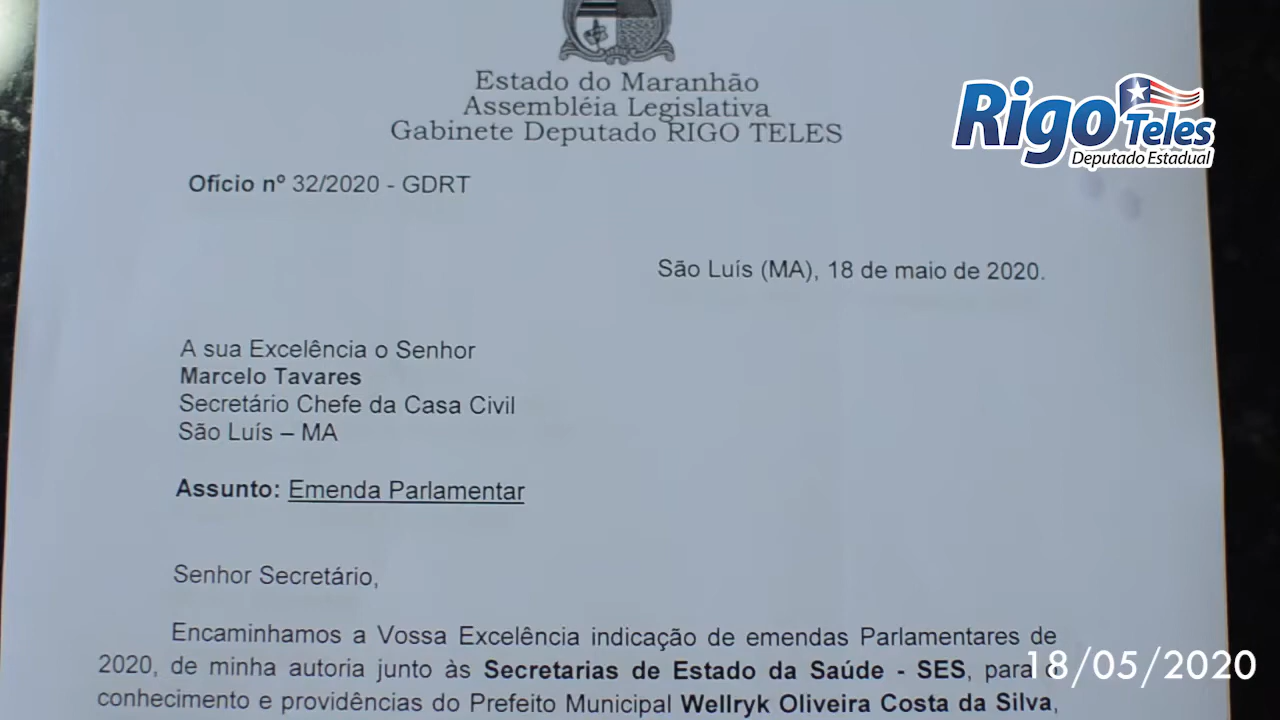 Estado do Maranhão
Assembléia Legislativa
Gabinete Deputado RIGO TELES
Rigo Teles
Deputado Estadual
Ofício nº 32/2020 - GDRT
São Luís (MA), 18 de maio de 2020.
A sua Excelência o Senhor
Marcelo Tavares
Secretário Chefe da Casa Civil
São Luís – MA
Assunto: Emenda Parlamentar
Senhor Secretário,
Encaminhamos a Vossa Excelência indicação de emendas Parlamentares de
2020, de minha autoria junto às Secretarias de Estado da Saúde - SES, para o
conhecimento e providências do Prefeito Municipal Wellryk Oliveira Costa da Silva,
18/05/2020